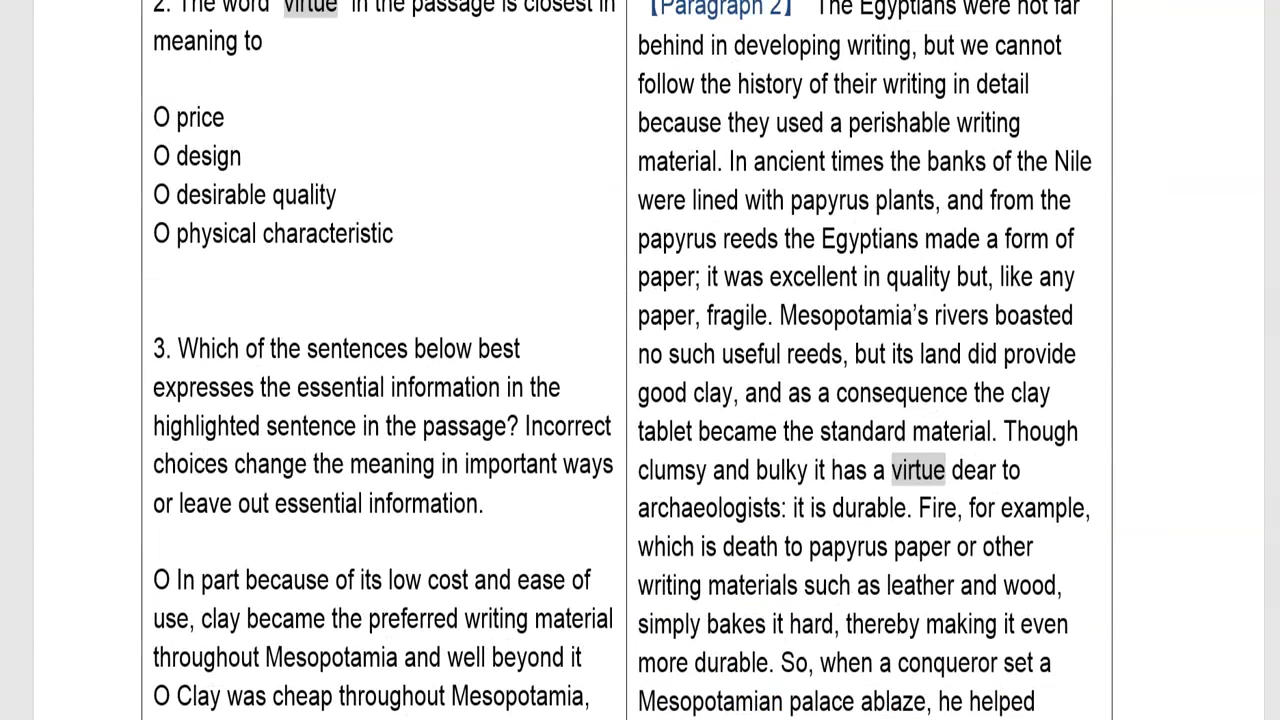 2. The word "virtue" in the passage is closest in
meaning to
O price
O design
O desirable quality
O physical characteristic
3. Which of the sentences below best
expresses the essential information in the
highlighted sentence in the passage? Incorrect
choices change the meaning in important ways
or leave out essential information.
O In part because of its low cost and ease of
use, clay became the preferred writing material
throughout Mesopotamia and well beyond it
O Clay was cheap throughout Mesopotamia,
【Paragraph 2】 The Egyptians were not far
behind in developing writing, but we cannot
follow the history of their writing in detail
because they used a perishable writing
material. In ancient times the banks of the Nile
were lined with papyrus plants, and from the
papyrus reeds the Egyptians made a form of
paper; it was excellent in quality but, like any
paper, fragile. Mesopotamia’s rivers boasted
no such useful reeds, but its land did provide
good clay, and as a consequence the clay
tablet became the standard material. Though
clumsy and bulky it has a virtue dear to
archaeologists: it is durable. Fire, for example,
which is death to papyrus paper or other
writing materials such as leather and wood,
simply bakes it hard, thereby making it even
more durable. So, when a conqueror set a
Mesopotamian palace ablaze, he helped